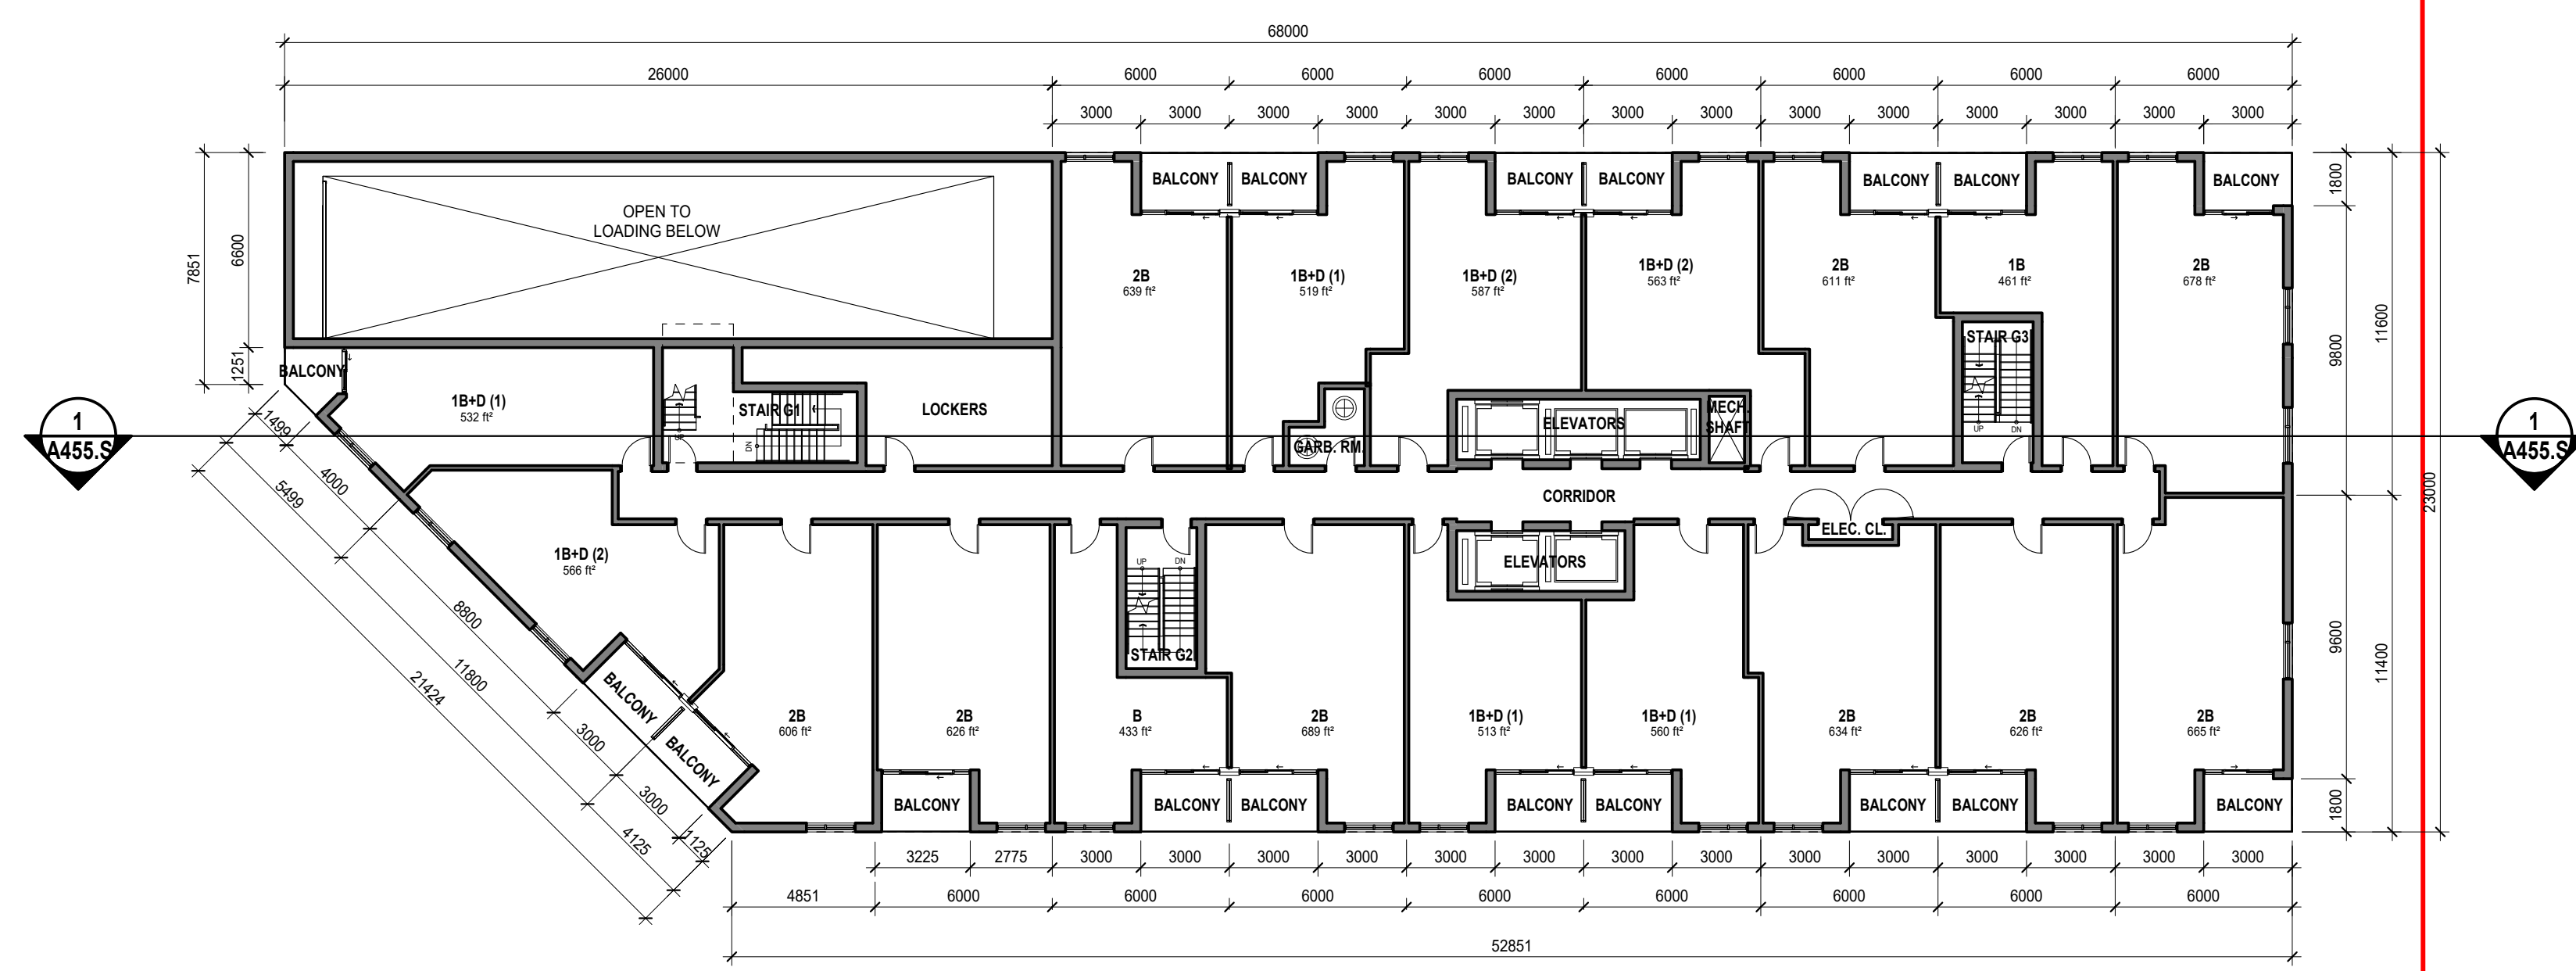 68000
26000
6000
6000
6000
6000
6000
6000
6000
3000
3000
3000
3000
3000
3000
3000
3000
3000
3000
3000
3000
3000
3000
BALCONY
BALCONY
BALCONY
BALCONY
BALCONY
BALCONY
BALCONY
1800
OPEN TO
LOADING BELOW
7851
6600
2B
639 ft²
1B+D (1)
519 ft²
1B+D (2)
587 ft²
1B+D (2)
563 ft²
2B
611 ft²
1B
461 ft²
2B
678 ft²
9800
11600
1251
BALCONY
STAIR G3
1B+D (1)
532 ft²
STAIR G1
LOCKERS
UP
DN
ELEVATORS
MECH.
SHAFT
GARB. RM.
UP
DN
1
A455.S
1
A455.S
1499
4000
5499
CORRIDOR
23000
ELEC. CL.
1B+D (2)
566 ft²
UP
DN
ELEVATORS
8800
11800
21424
STAIR G2
9600
11400
BALCONY
BALCONY
2B
606 ft²
2B
626 ft²
B
433 ft²
2B
689 ft²
1B+D (1)
513 ft²
1B+D (1)
560 ft²
2B
634 ft²
2B
626 ft²
2B
665 ft²
3000
3000
4125
1125
BALCONY
BALCONY
BALCONY
BALCONY
BALCONY
BALCONY
BALCONY
BALCONY
1800
3225
2775
3000
3000
3000
3000
3000
3000
3000
3000
3000
3000
3000
3000
3000
3000
4851
6000
6000
6000
6000
6000
6000
6000
6000
52851